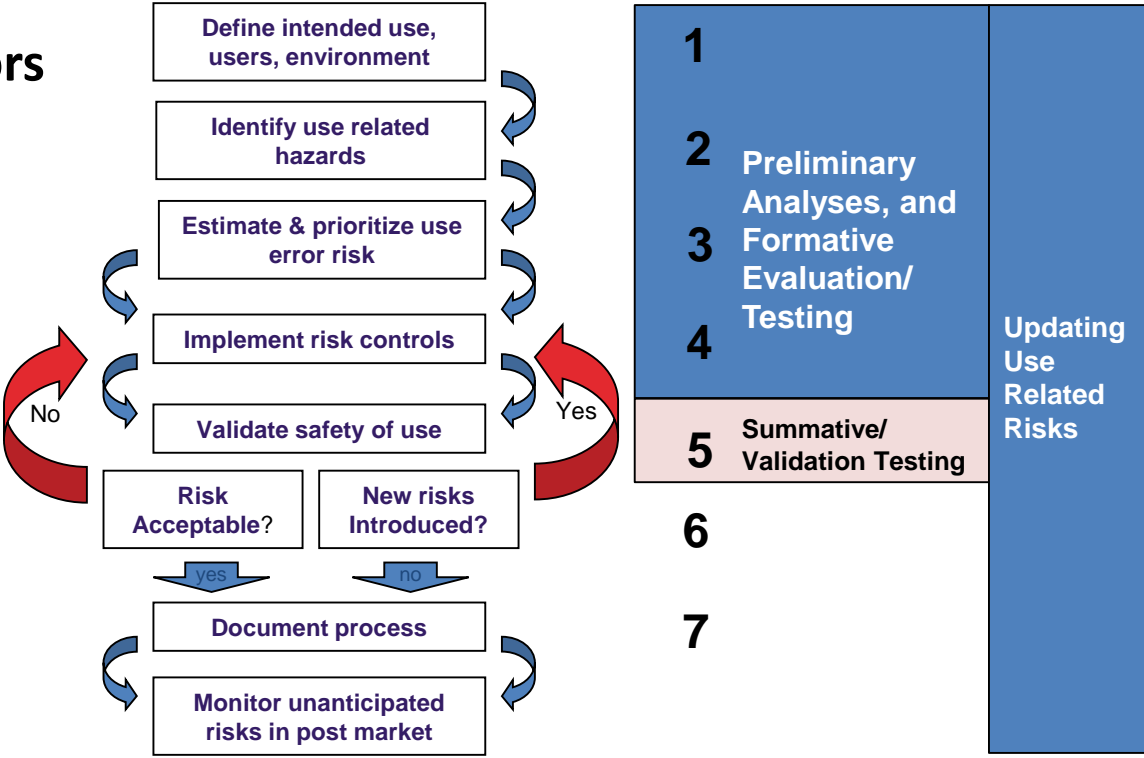 ors
Define intended use,
users, environment
Identify use related
hazards
Estimate & prioritize use
error risk
Implement risk controls
No
Yes
Validate safety of use
Risk
Acceptable?
New risks
Introduced?
yes
no
Document process
Monitor unanticipated
risks in post market
1
2
3
4
Preliminary
Analyses, and
Formative
Evaluation/
Testing
5
Summative/
Validation Testing
6
7
Updating
Use
Related
Risks